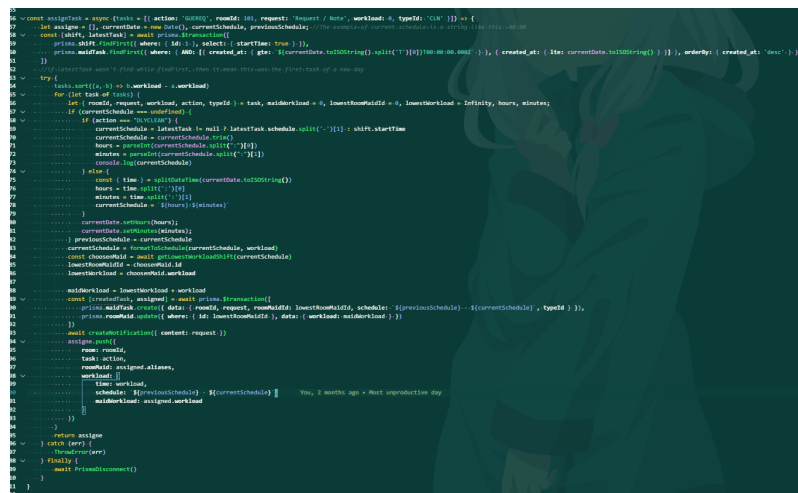 const assignTask = async (tasks = [{ action: 'GUEREQ', roomId: 101, request: 'Request / Note', workload: 0, typeId: 'CLN' }]) => {
let assigne = [], currentDate = new Date(), currentSchedule, previousSchedule; //The example of current schedule is a string like this 00:00
const [shift, latestTask] = await prisma.$transaction([
prisma.shift.findFirst({ where: { id: 1 }, select: { startTime: true } }),
prisma.maidTask.findFirst({ where: { AND: [{ created_at: { gte: `${currentDate.toISOString().split('T')[0]}T00:00:00.000Z` } }, { created_at: { lte: currentDate.toISOString() } }] }, orderBy: { created_at: 'desc' } })
])
//if latestTask wasn't find while findFirst, then it mean this was the first task of a new day
try {
tasks.sort((a, b) => b.workload - a.workload)
for (let task of tasks) {
let { roomId, request, workload, action, typeId } = task, maidWorkload = 0, lowestRoomMaidId = 0, lowestWorkload = Infinity, hours, minutes;
if (currentSchedule === undefined) {
if (action === "DLYCLEAN") {
currentSchedule = latestTask != null ? latestTask.schedule.split('-')[1] : shift.startTime
currentSchedule = currentSchedule.trim()
hours = parseInt(currentSchedule.split(":")[0])
minutes = parseInt(currentSchedule.split(":")[1])
console.log(currentSchedule)
} else {
const { time } = splitDateTime(currentDate.toISOString())
hours = time.split(':')[0]
minutes = time.split(':')[1]
currentSchedule = `${hours}:${minutes}`
}
currentDate.setHours(hours);
currentDate.setMinutes(minutes);
} previousSchedule = currentSchedule
currentSchedule = formatToSchedule(currentSchedule, workload)
const choosenMaid = await getLowestWorkloadShift(currentSchedule)
lowestRoomMaidId = choosenMaid.id
lowestWorkload = choosenMaid.workload
maidWorkload = lowestWorkload + workload
const [createdTask, assigned] = await prisma.$transaction([
prisma.maidTask.create({ data: { roomId, request, roomMaidId: lowestRoomMaidId, schedule: `${previousSchedule} - ${currentSchedule}`, typeId } }),
prisma.roomMaid.update({ where: { id: lowestRoomMaidId }, data: { workload: maidWorkload } })
])
await createNotification({ content: request })
assigne.push({
room: roomId,
task: action,
roomMaid: assigned.aliases,
workload: {
time: workload,
schedule: `${previousSchedule} - ${currentSchedule}`, You, 2 months ago • Most unproductive day
maidWorkload: assigned.workload
}
})
}
return assigne
} catch (err) {
ThrowError(err)
} finally {
await PrismaDisconnect()
}
}